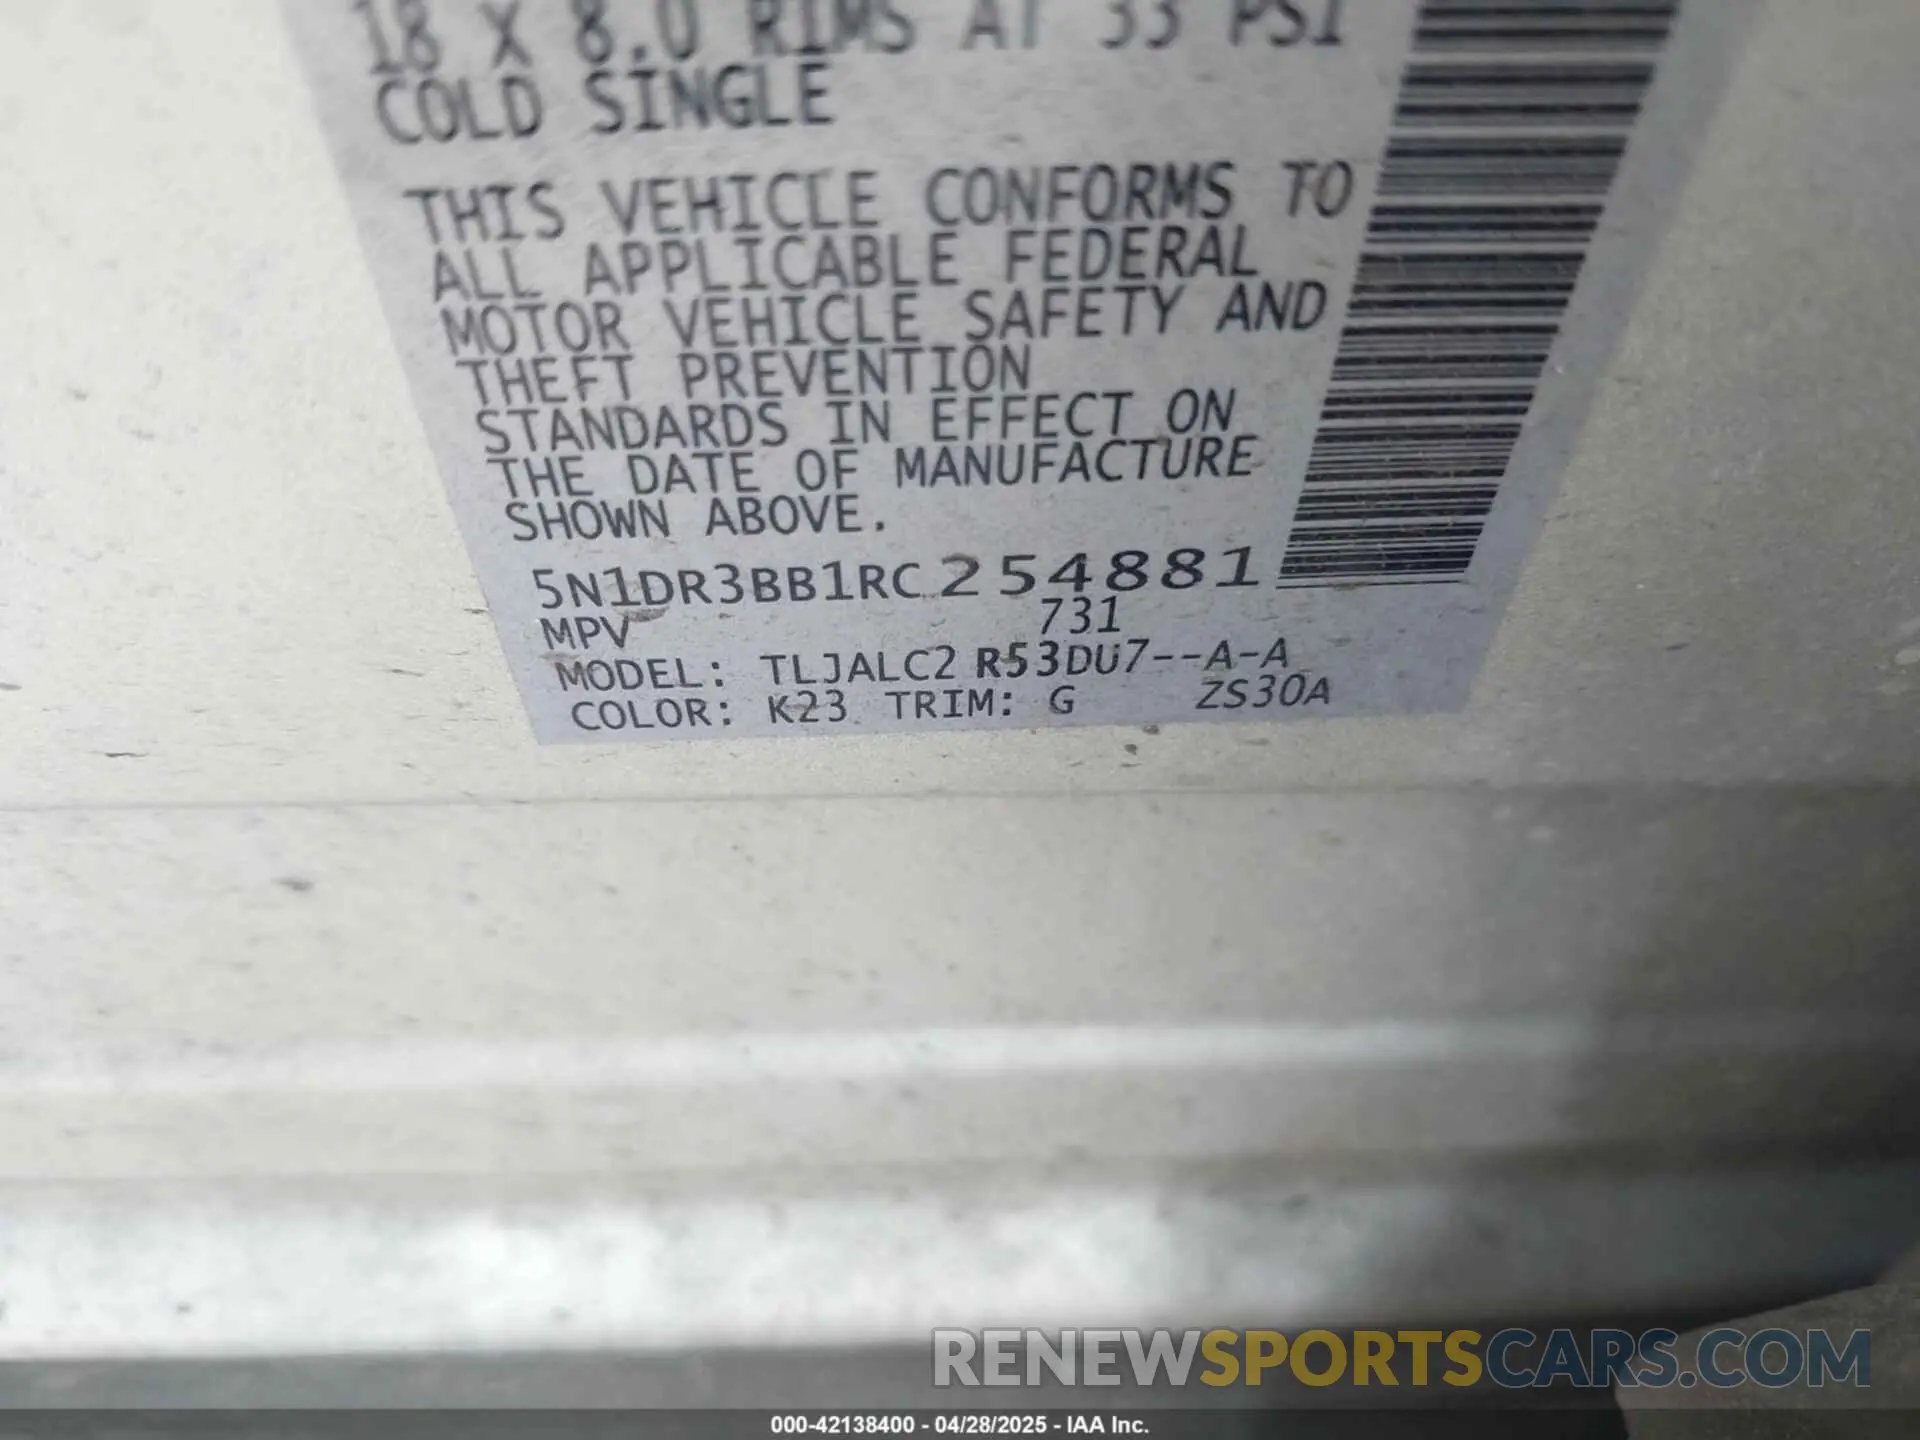 18 X 8.0 RIMS AT 33 PSI
COLD SINGLE
THIS VEHICLE CONFORMS TO
ALL APPLICABLE FEDERAL
MOTOR VEHICLE SAFETY AND
THEFT PREVENTION
STANDARDS IN EFFECT ON
THE DATE OF MANUFACTURE
SHOWN ABOVE.
5N1DR3BB1RC254881
MPV 731
MODEL: TLJALC2 R53DU7--A-A
COLOR: K23 TRIM: G ZS30A
RENEWSPORTSCARS.COM
000-42138400 - 04/28/2025 - IAA Inc.